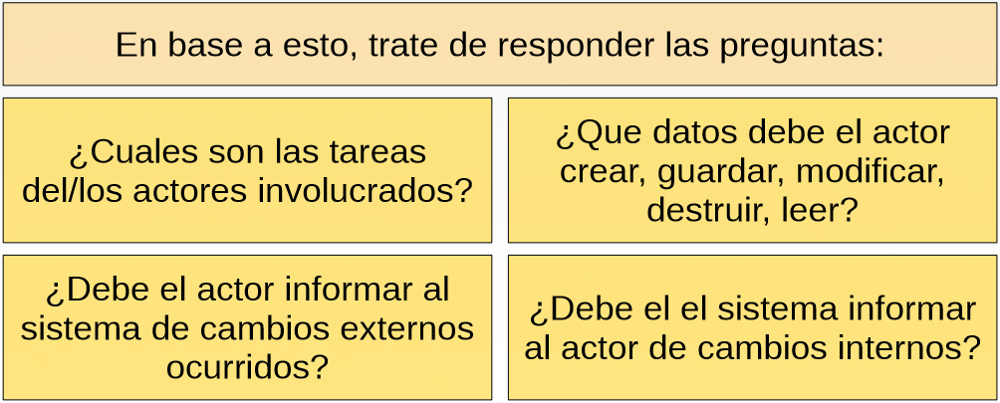 En base a esto, trate de responder las preguntas:
¿Cuales son las tareas
del/los actores involucrados?
¿Que datos debe el actor
crear, guardar, modificar,
destruir, leer?
¿Debe el actor informar al
sistema de cambios externos
ocurridos?
¿Debe el el sistema informar
al actor de cambios internos?